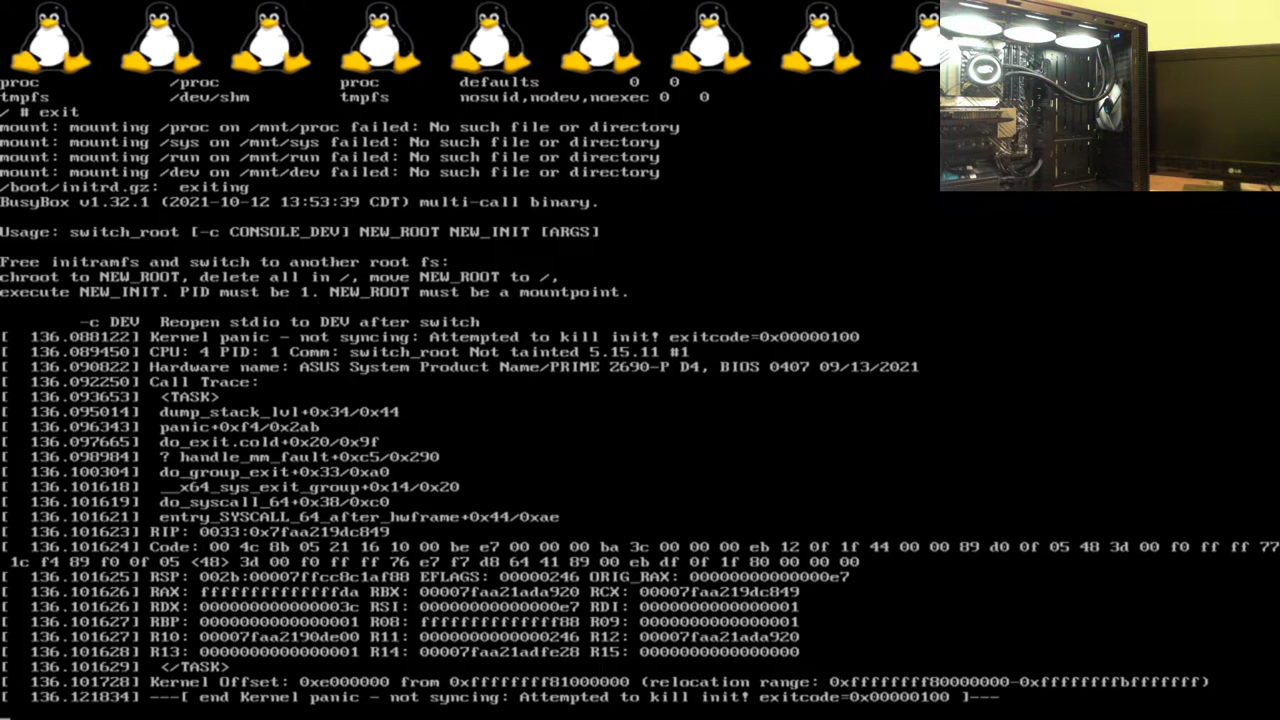 proc /proc proc defaults 0 0
tmpfs /dev/shm tmpfs nosuid,nodev,noexec 0 0
/ # exit
mount: mounting /proc on /mnt/proc failed: No such file or directory
mount: mounting /sys on /mnt/sys failed: No such file or directory
mount: mounting /run on /mnt/run failed: No such file or directory
mount: mounting /dev on /mnt/dev failed: No such file or directory
/boot/initrd.gz: exiting
BusyBox v1.32.1 (2021-10-12 13:53:39 CDT) multi-call binary.
Usage: switch_root [-c CONSOLE_DEV] NEW_ROOT NEW_INIT [ARGS]
Free initramfs and switch to another root fs:
chroot to NEW_ROOT, delete all in /, move NEW_ROOT to /,
execute NEW_INIT. PID must be 1. NEW_ROOT must be a mountpoint.
-c DEV Reopen stdio to DEV after switch
[ 136.088122] Kernel panic - not syncing: Attempted to kill init! exitcode=0x00000100
[ 136.089450] CPU: 4 PID: 1 Comm: switch_root Not tainted 5.15.11 #1
[ 136.090822] Hardware name: ASUS System Product Name/PRIME Z690-P D4, BIOS 0407 09/13/2021
[ 136.092250] Call Trace:
[ 136.093653] <TASK>
[ 136.095014] dump_stack_lvl+0x34/0x44
[ 136.096343] panic+0xf4/0x2ab
[ 136.097665] do_exit.cold+0x20/0x9f
[ 136.098984] ? handle_mm_fault+0xc5/0x290
[ 136.100304] do_group_exit+0x33/0xa0
[ 136.101618] __x64_sys_exit_group+0x14/0x20
[ 136.101619] do_syscall_64+0x38/0xc0
[ 136.101621] entry_SYSCALL_64_after_hwframe+0x44/0xae
[ 136.101623] RIP: 0033:0x7faa219dc849
[ 136.101624] Code: 00 4c 8b 05 21 16 10 00 be e7 00 00 00 ba 3c 00 00 00 eb 12 0f 1f 44 00 00 89 d0 0f 05 48 3d 00 f0 ff ff 77
1c f4 89 f0 0f 05 <48> 3d 00 f0 ff ff 76 e7 f7 d8 64 41 89 00 eb df 0f 1f 80 00 00 00
[ 136.101625] RSP: 002b:00007ffcc8c1af88 EFLAGS: 00000246 ORIG_RAX: 00000000000000e7
[ 136.101626] RAX: ffffffffffffffda RBX: 00007faa21ada920 RCX: 00007faa219dc849
[ 136.101626] RDX: 000000000000003c RSI: 00000000000000e7 RDI: 0000000000000001
[ 136.101627] RBP: 0000000000000001 R08: ffffffffffffff88 R09: 0000000000000001
[ 136.101627] R10: 00007faa2190de00 R11: 0000000000000246 R12: 00007faa21ada920
[ 136.101628] R13: 0000000000000001 R14: 00007faa21adfe28 R15: 0000000000000000
[ 136.101629] </TASK>
[ 136.101728] Kernel Offset: 0xe000000 from 0xffffffff81000000 (relocation range: 0xffffffff80000000-0xffffffffbfffffff)
[ 136.121834] ---[ end Kernel panic - not syncing: Attempted to kill init! exitcode=0x00000100 ]---
LG